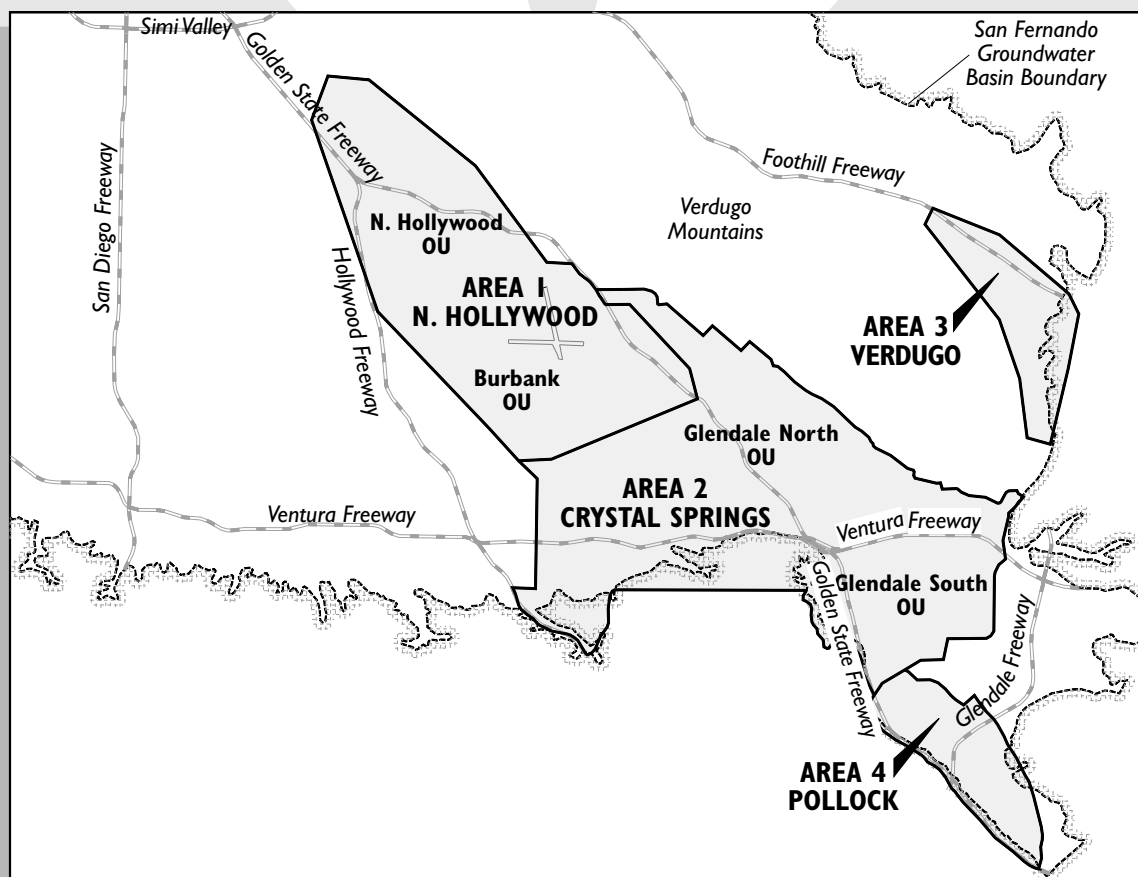 Simi Valley
San Fernando
Groundwater
Basin Boundary
Golden State Freeway
San Diego Freeway
Foothill Freeway
Verdugo
Mountains
N. Hollywood
OU
Hollywood Freeway
AREA 1
N. HOLLYWOOD
AREA 3
VERDUGO
Burbank
OU
Glendale North
OU
AREA 2
CRYSTAL SPRINGS
Ventura Freeway
Ventura Freeway
Glendale South
OU
Golden State Freeway
Glendale Freeway
AREA 4
POLLOCK